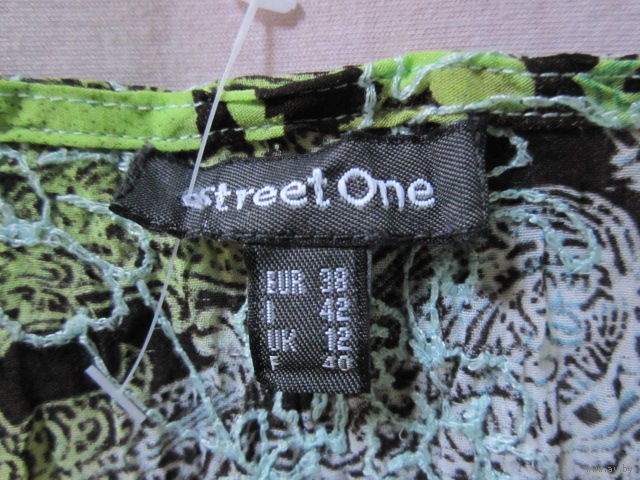 street One
EUR 38
I 42
UK 12
F 40